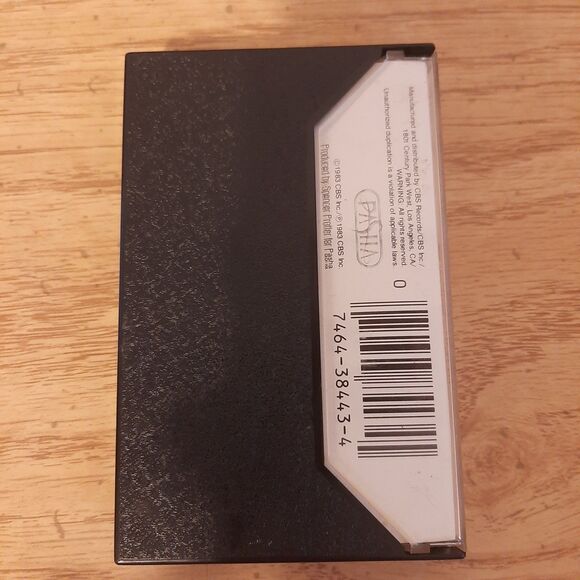 Manufactured and distributed by CBS Records/CBS Inc./
1801 Century Park West, Los Angeles, CA/
WARNING: All rights reserved.
Unauthorized duplication is a violation of applicable laws.
PASHA
© 1983 CBS Inc./℗ 1983 CBS Inc.
Produced by Spencer Proffer for Pasha
0
7464-38443-4